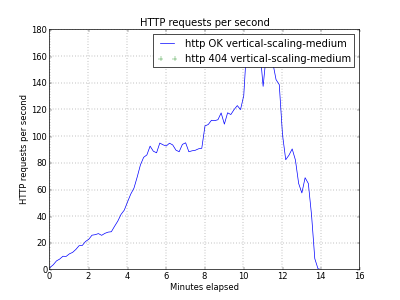 HTTP requests per second
180
160
140
120
100
80
60
40
20
0
HTTP requests per second
http OK vertical-scaling-medium
http 404 vertical-scaling-medium
0 2 4 6 8 10 12 14 16
Minutes elapsed